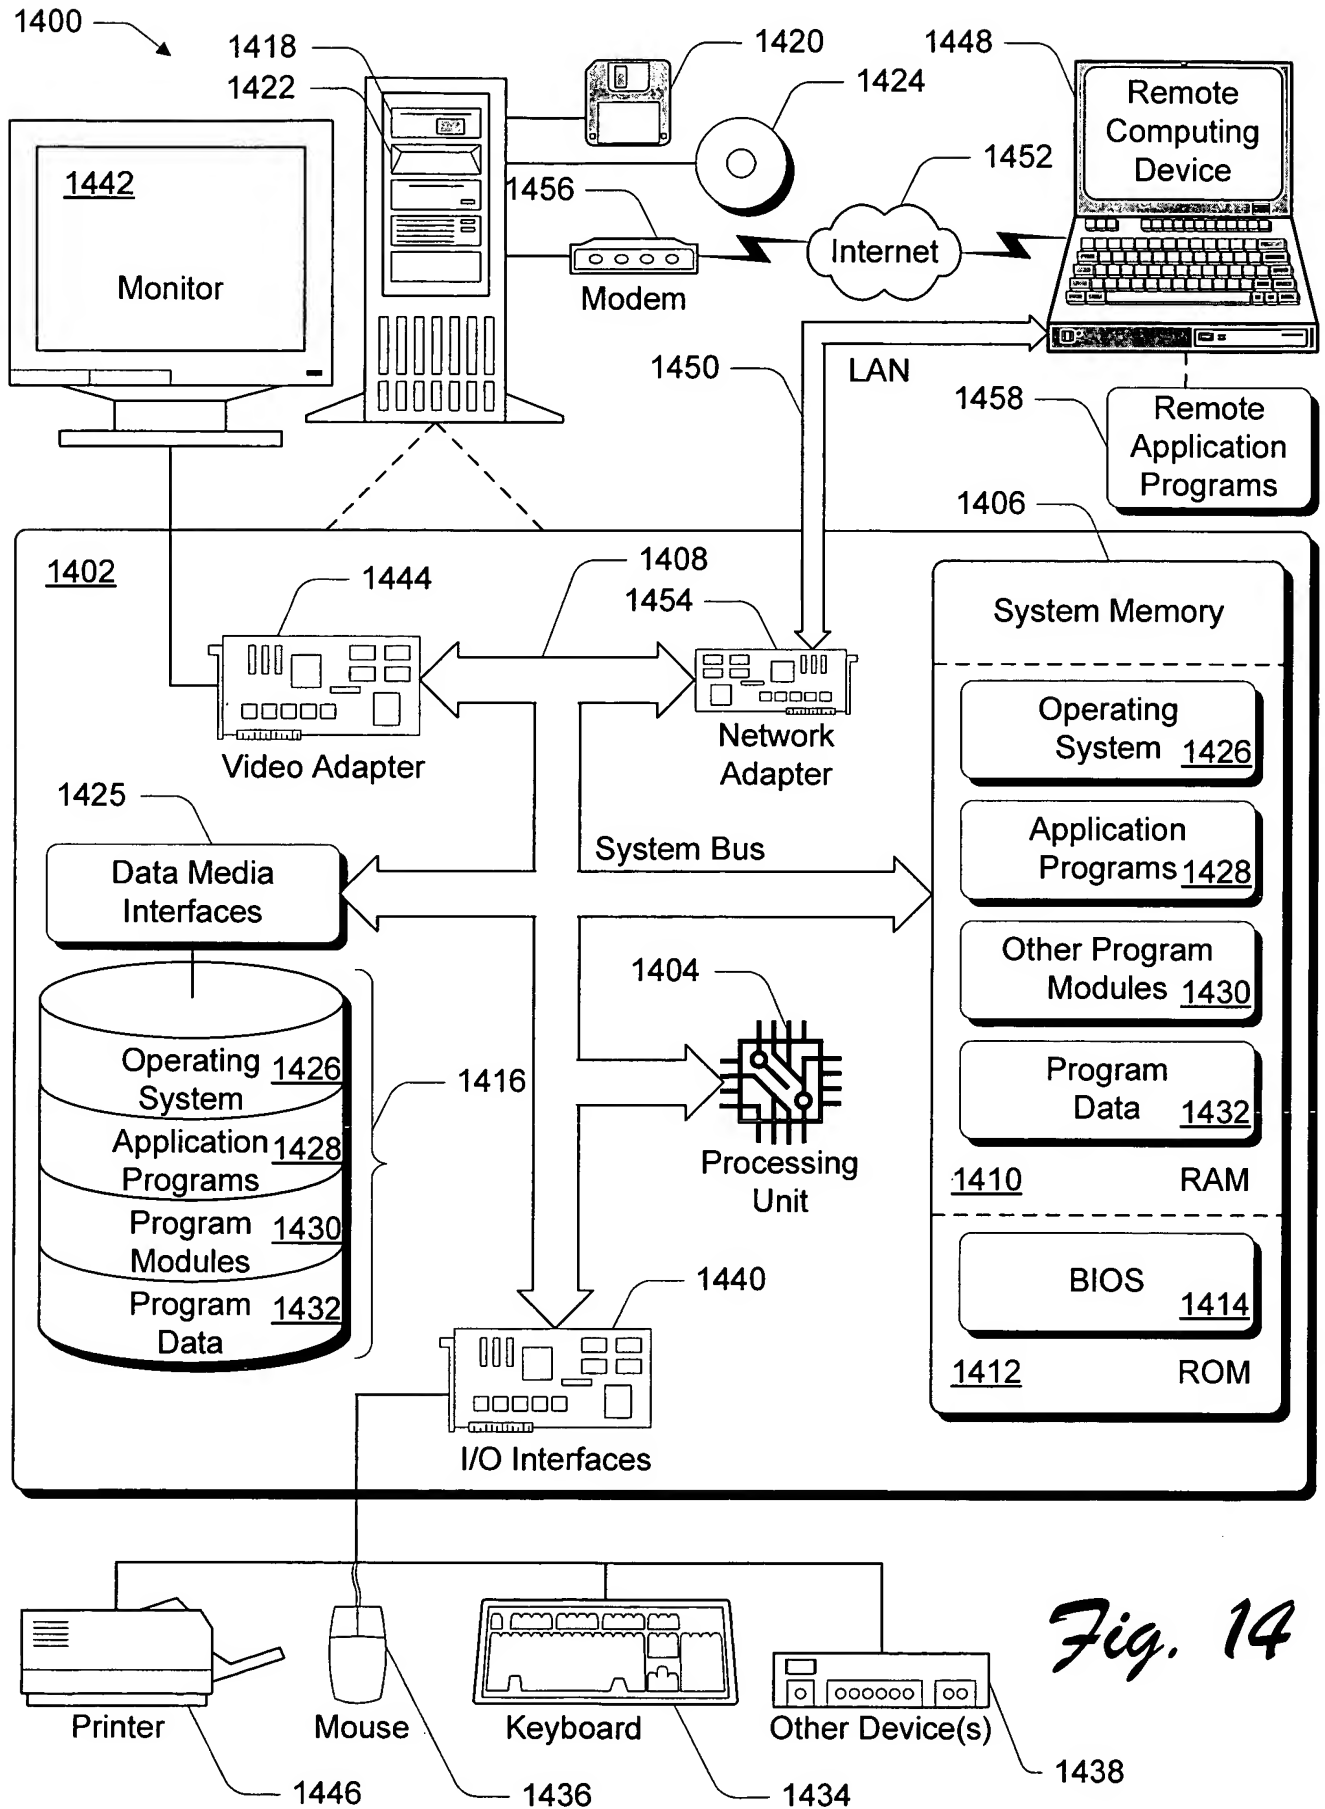 1400
1418
1422
1420
1424
1448
Remote
Computing
Device
1442
Monitor
1456
Modem
1452
Internet
1450
LAN
1458
Remote
Application
Programs
1406
1402
1444
Video Adapter
1408
1454
Network
Adapter
System Memory
Operating
System 1426
Application
Programs 1428
Other Program
Modules 1430
Program
Data 1432
1410 RAM
BIOS
1414
1412 ROM
1425
Data Media
Interfaces
System Bus
1404
Processing
Unit
Operating
System 1426
Application
Programs 1428
Program
Modules 1430
Program
Data 1432
1416
1440
I/O Interfaces
Printer
1446
Mouse
1436
Keyboard
1434
Other Device(s)
1438
Fig. 14